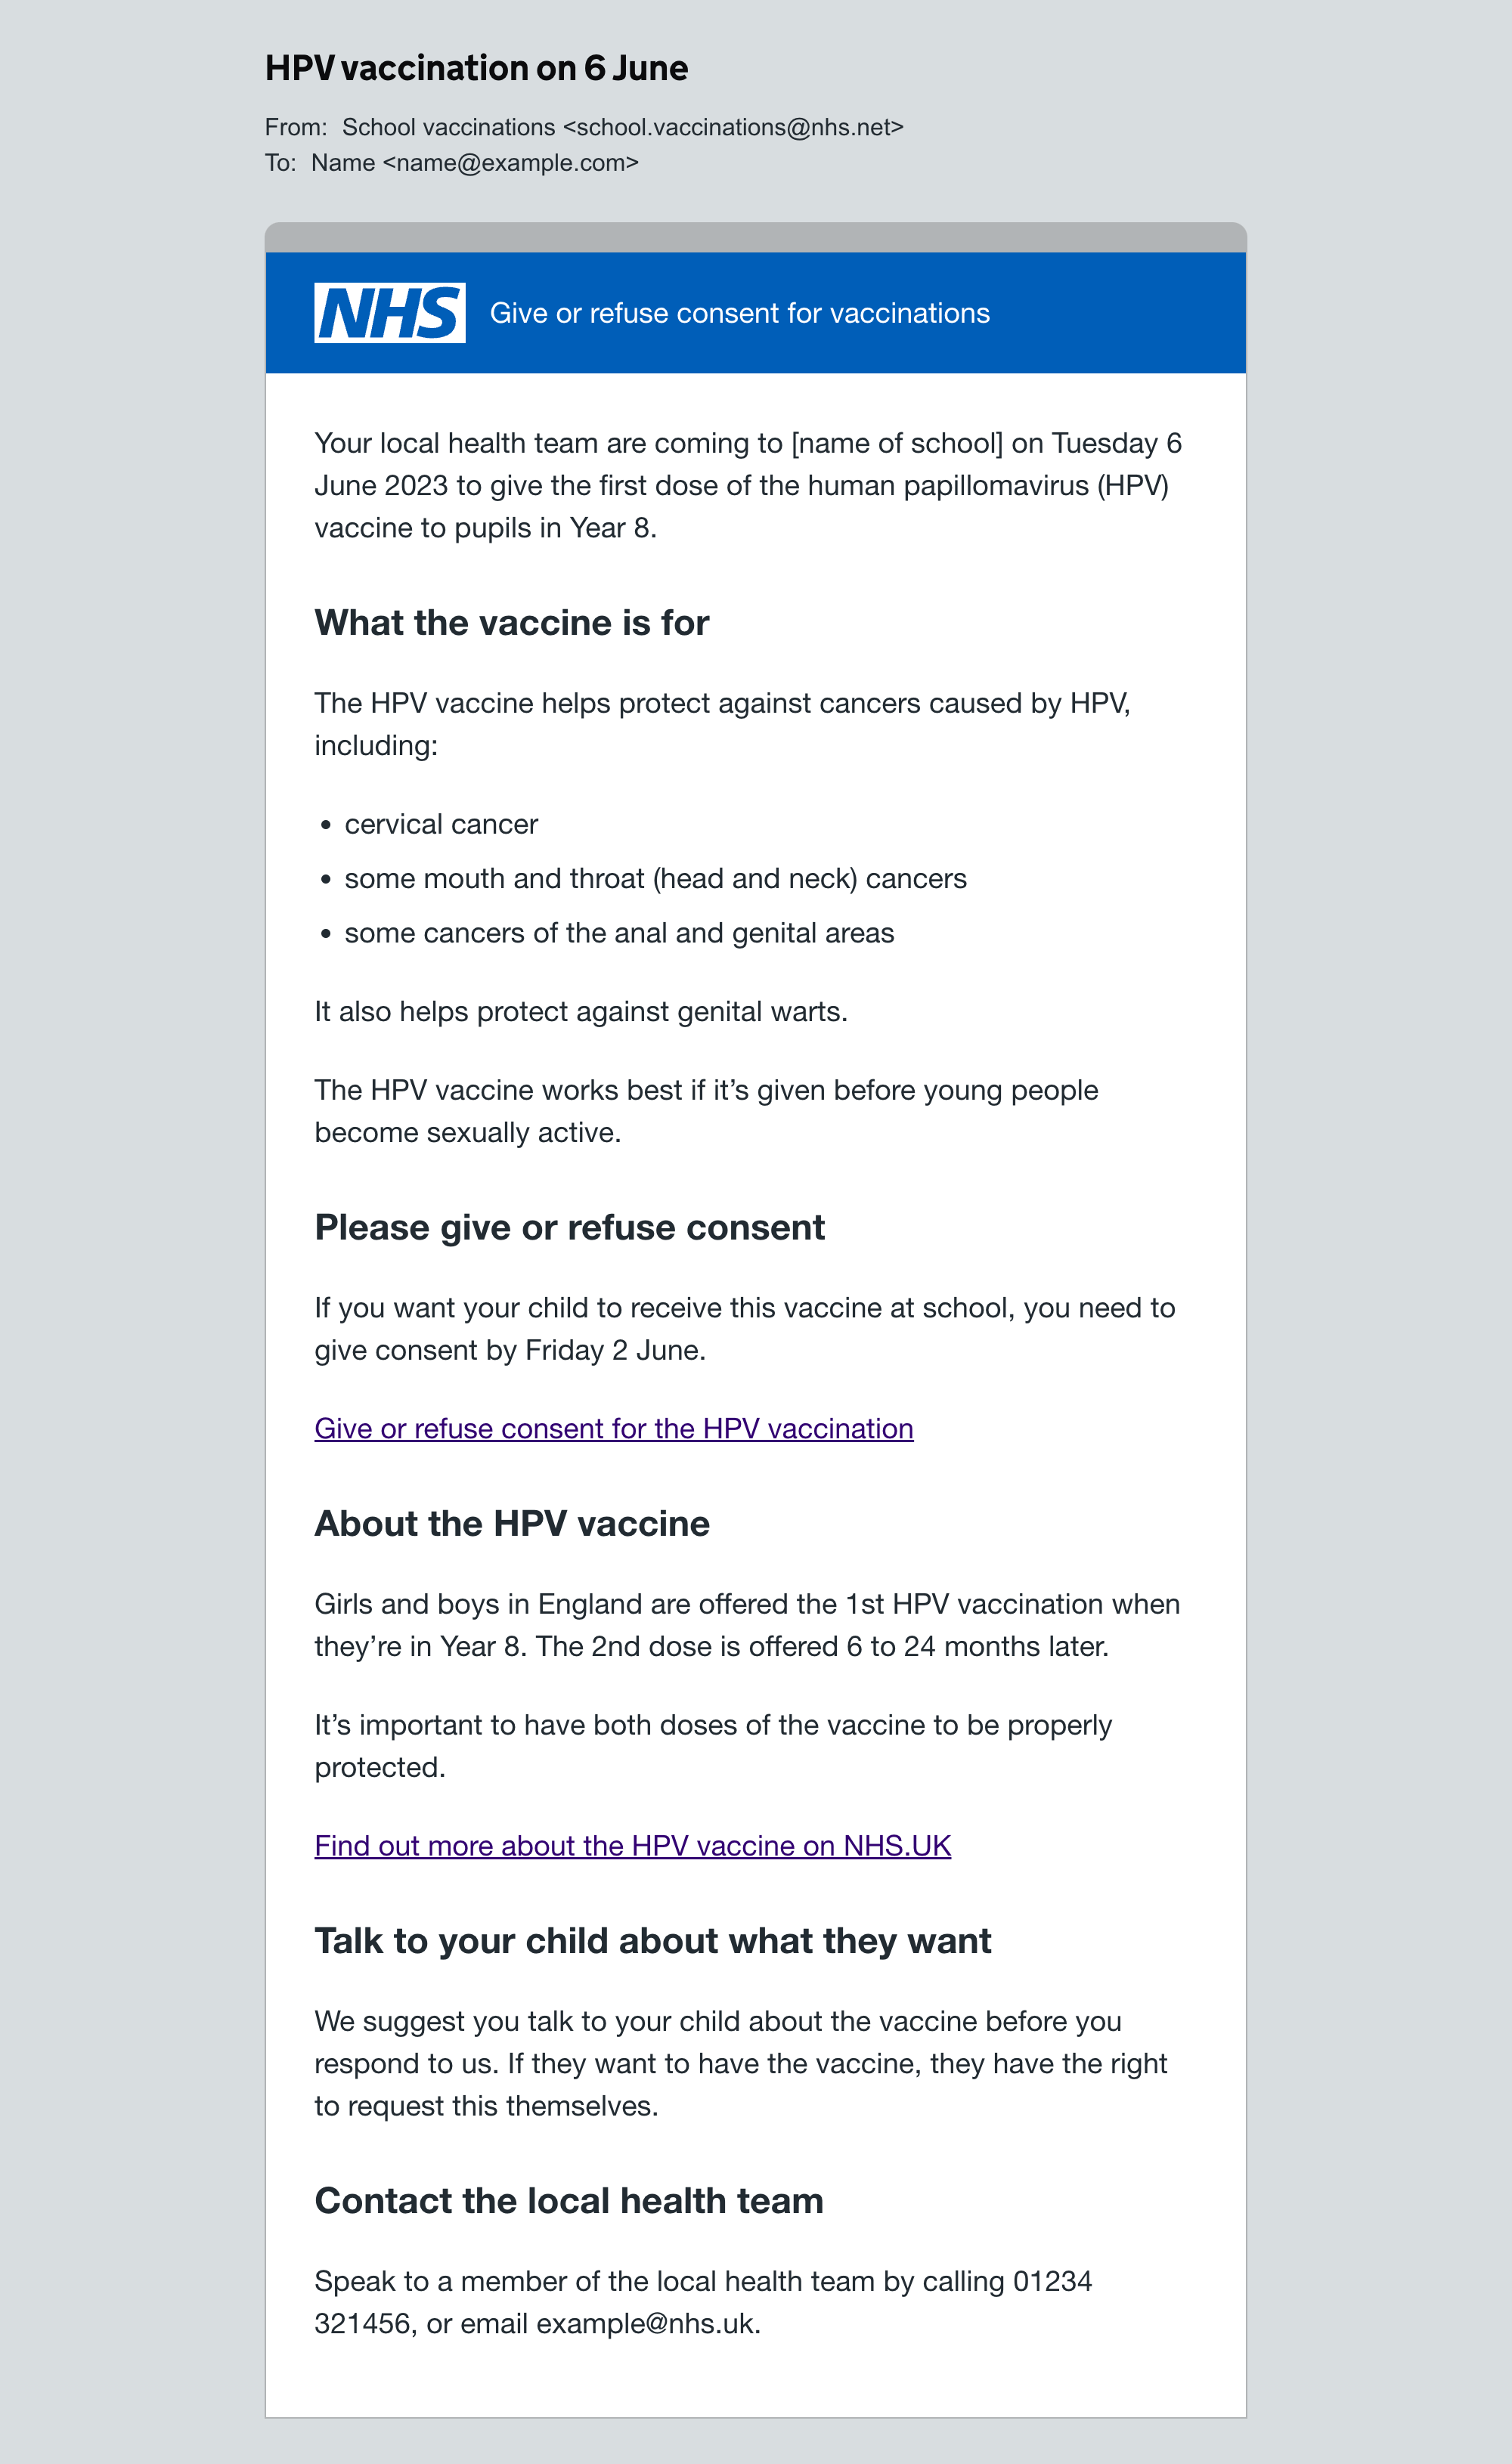 HPV vaccination on 6 June
From: School vaccinations <school.vaccinations@nhs.net>
To: Name <name@example.com>
NHS Give or refuse consent for vaccinations
Your local health team are coming to [name of school] on Tuesday 6
June 2023 to give the first dose of the human papillomavirus (HPV)
vaccine to pupils in Year 8.
What the vaccine is for
The HPV vaccine helps protect against cancers caused by HPV,
including:
• cervical cancer
• some mouth and throat (head and neck) cancers
• some cancers of the anal and genital areas
It also helps protect against genital warts.
The HPV vaccine works best if it’s given before young people
become sexually active.
Please give or refuse consent
If you want your child to receive this vaccine at school, you need to
give consent by Friday 2 June.
Give or refuse consent for the HPV vaccination
About the HPV vaccine
Girls and boys in England are offered the 1st HPV vaccination when
they’re in Year 8. The 2nd dose is offered 6 to 24 months later.
It’s important to have both doses of the vaccine to be properly
protected.
Find out more about the HPV vaccine on NHS.UK
Talk to your child about what they want
We suggest you talk to your child about the vaccine before you
respond to us. If they want to have the vaccine, they have the right
to request this themselves.
Contact the local health team
Speak to a member of the local health team by calling 01234
321456, or email example@nhs.uk.